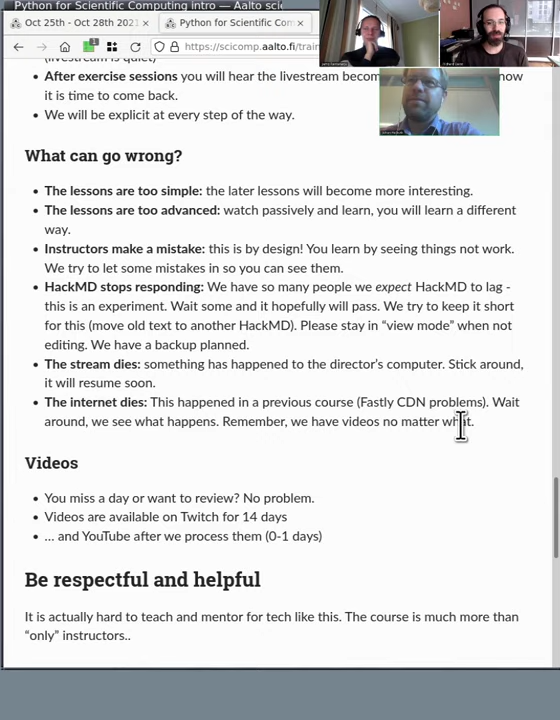 Python for Scientific Computing intro — Aalto sci
Oct 25th - Oct 28th 2021
Python for Scientific Com
https://scicomp.aalto.fi/train
(livestream is quiet)
After exercise sessions you will hear the livestream becom
now
it is time to come back.
We will be explicit at every step of the way.
What can go wrong?
The lessons are too simple: the later lessons will become more interesting.
The lessons are too advanced: watch passively and learn, you will learn a different
way.
Instructors make a mistake: this is by design! You learn by seeing things not work.
We try to let some mistakes in so you can see them.
HackMD stops responding: We have so many people we expect HackMD to lag -
this is an experiment. Wait some and it hopefully will pass. We try to keep it short
for this (move old text to another HackMD). Please stay in “view mode” when not
editing. We have a backup planned.
The stream dies: something has happened to the director’s computer. Stick around,
it will resume soon.
The internet dies: This happened in a previous course (Fastly CDN problems). Wait
around, we see what happens. Remember, we have videos no matter what.
Videos
You miss a day or want to review? No problem.
Videos are available on Twitch for 14 days
... and YouTube after we process them (0-1 days)
Be respectful and helpful
It is actually hard to teach and mentor for tech like this. The course is much more than
“only” instructors..